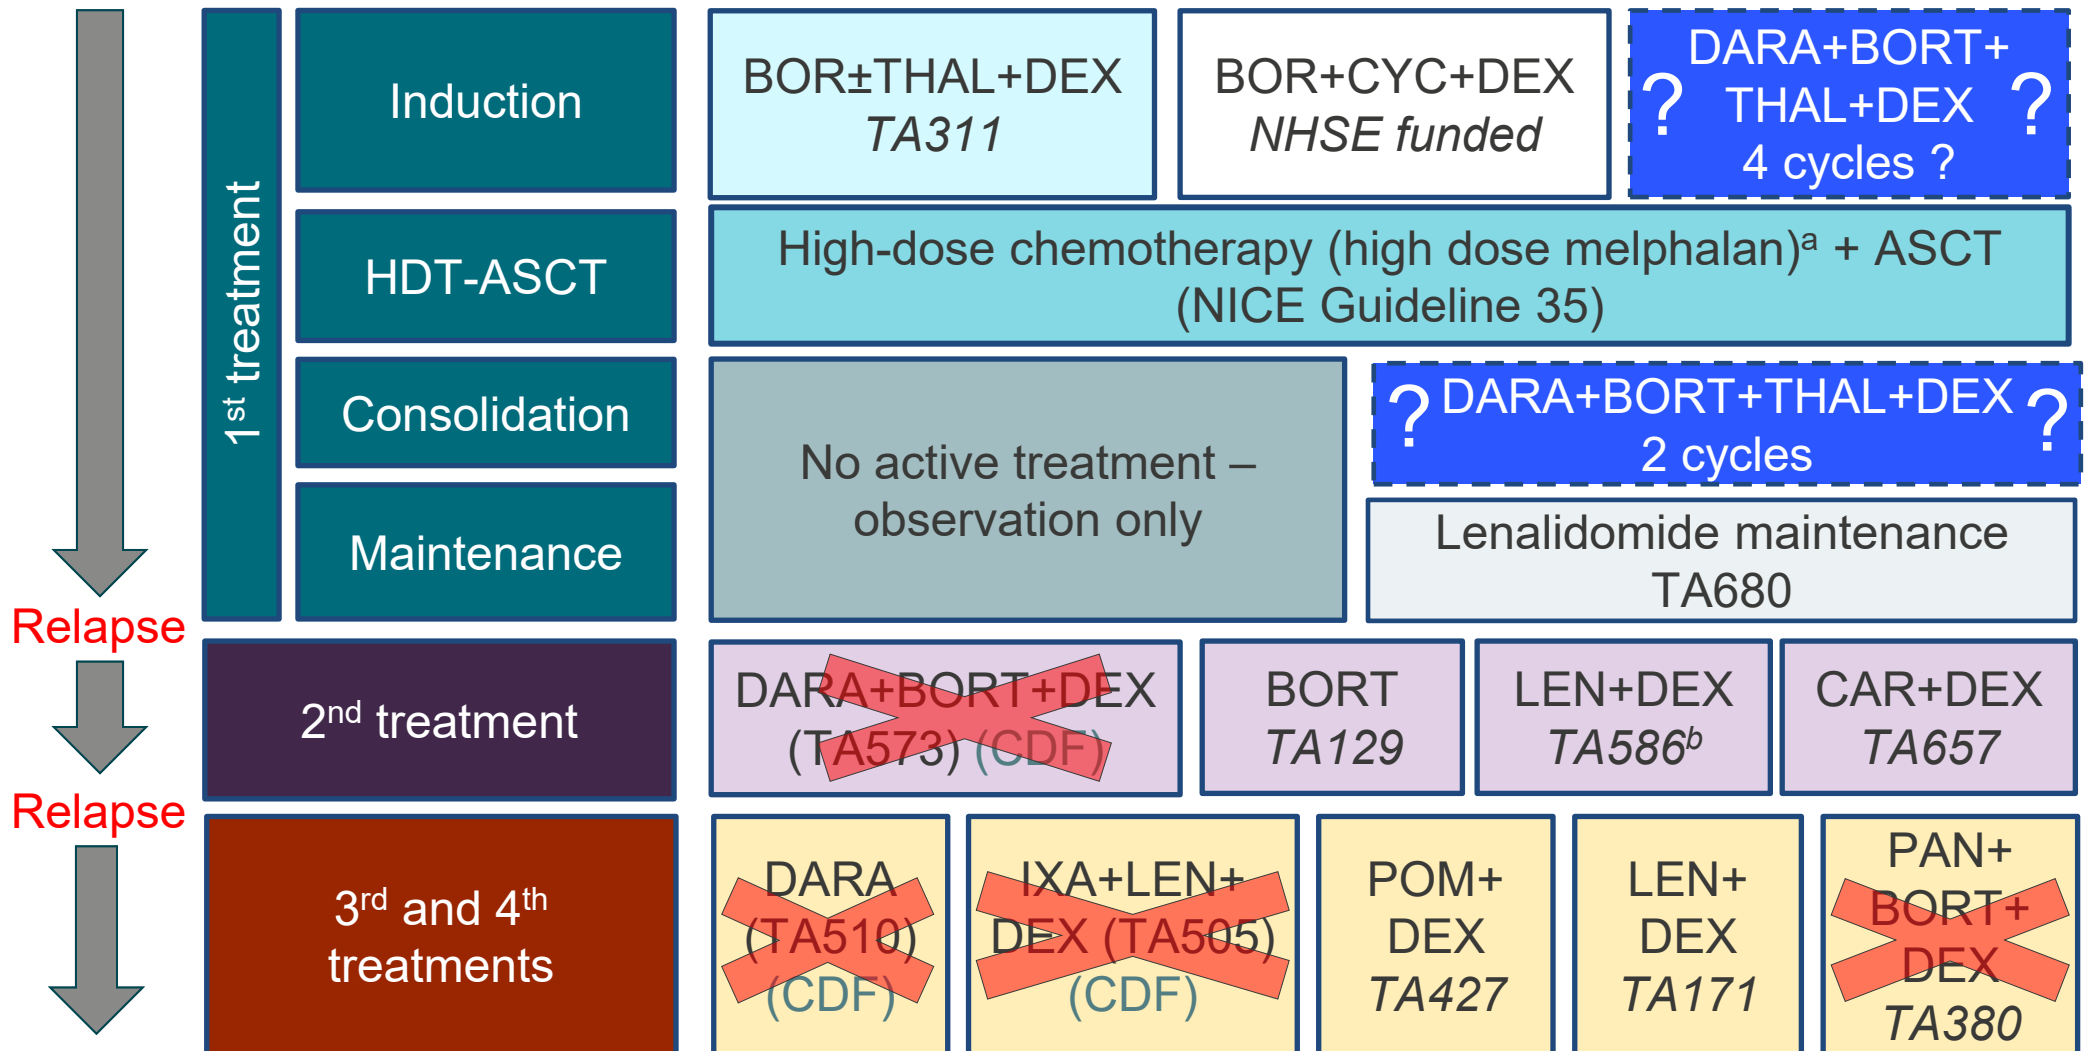 1st treatment
Induction
BOR±THAL+DEX
TA311
BOR+CYC+DEX
NHSE funded
? DARA+BORT+ ?
THAL+DEX
4 cycles ?
HDT-ASCT
High-dose chemotherapy (high dose melphalan)a + ASCT
(NICE Guideline 35)
Consolidation
No active treatment –
observation only
? DARA+BORT+THAL+DEX ?
2 cycles
Maintenance
Lenalidomide maintenance
TA680
Relapse
2nd treatment
DARA+BORT+DEX
(TA573) (CDF)
BORT
TA129
LEN+DEX
TA586b
CAR+DEX
TA657
Relapse
3rd and 4th
treatments
DARA
(TA510)
(CDF)
IXA+LEN+
DEX (TA505)
(CDF)
POM+
DEX
TA427
LEN+
DEX
TA171
PAN+
BORT+
DEX
TA380